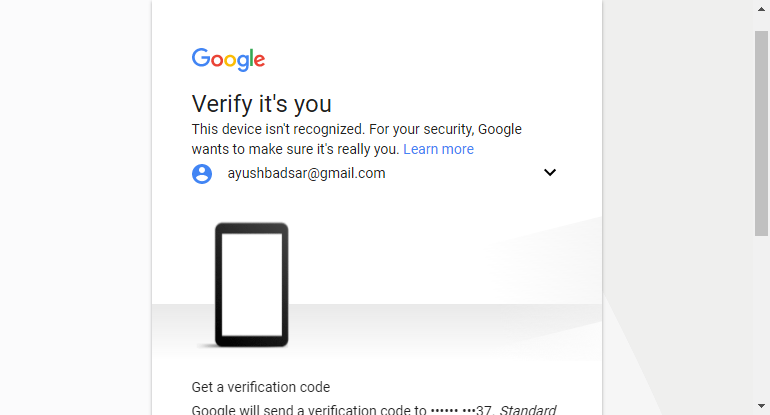 Google
Verify it's you
This device isn't recognized. For your security, Google
wants to make sure it's really you. Learn more
ayushbadsar@gmail.com
Get a verification code
Google will send a verification code to •••••• •••37. Standard